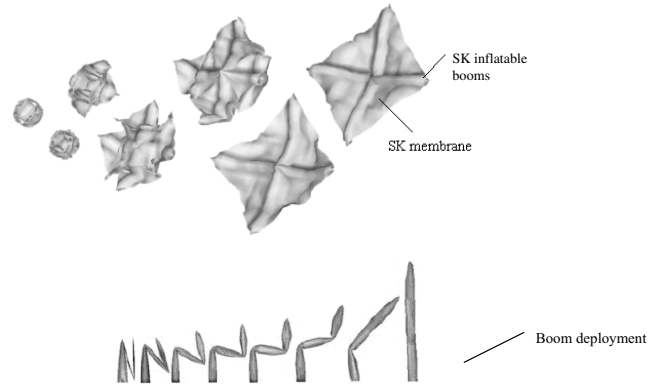 SK inflatable
booms
SK membrane
Boom deployment